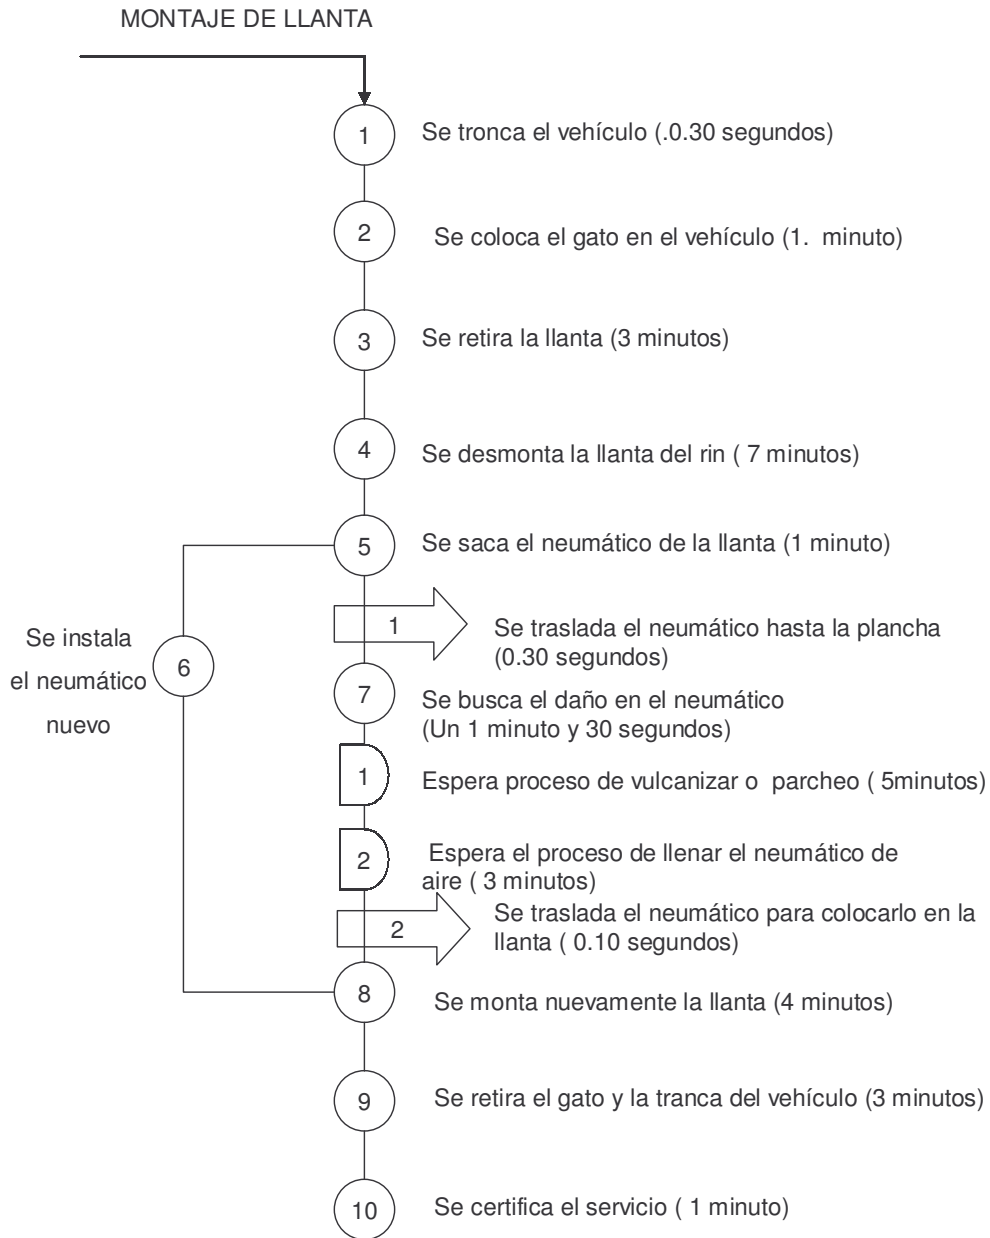 MONTAJE DE LLANTA
1
Se tronca el vehículo (.0.30 segundos)
2
Se coloca el gato en el vehículo (1. minuto)
3
Se retira la llanta (3 minutos)
4
Se desmonta la llanta del rin ( 7 minutos)
5
Se saca el neumático de la llanta (1 minuto)
1
Se traslada el neumático hasta la plancha
(0.30 segundos)
Se instala
el neumático
nuevo
6
7
Se busca el daño en el neumático
(Un 1 minuto y 30 segundos)
1
Espera proceso de vulcanizar o parcheo ( 5minutos)
2
Espera el proceso de llenar el neumático de
aire ( 3 minutos)
2
Se traslada el neumático para colocarlo en la
llanta ( 0.10 segundos)
8
Se monta nuevamente la llanta (4 minutos)
9
Se retira el gato y la tranca del vehículo (3 minutos)
10
Se certifica el servicio ( 1 minuto)